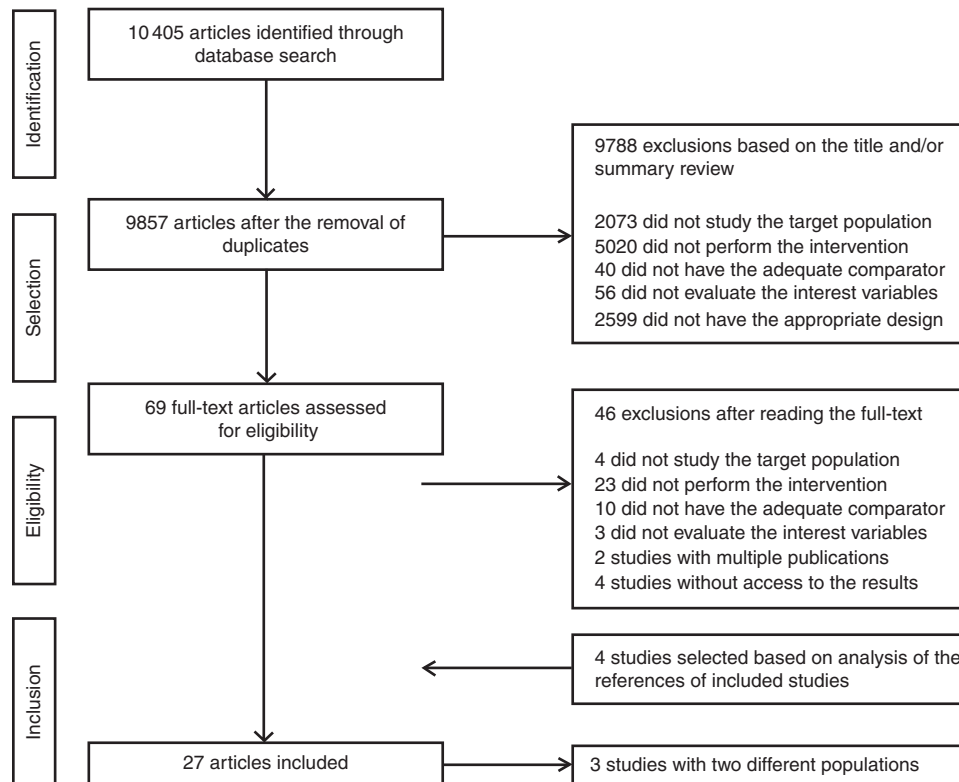 Identification
10 405 articles identified through
database search
9788 exclusions based on the title and/or
summary review
2073 did not study the target population
5020 did not perform the intervention
40 did not have the adequate comparator
56 did not evaluate the interest variables
2599 did not have the appropriate design
Selection
9857 articles after the removal of
duplicates
69 full-text articles assessed
for eligibility
Eligibility
46 exclusions after reading the full-text
4 did not study the target population
23 did not perform the intervention
10 did not have the adequate comparator
3 did not evaluate the interest variables
2 studies with multiple publications
4 studies without access to the results
Inclusion
4 studies selected based on analysis of the
references of included studies
27 articles included
3 studies with two different populations